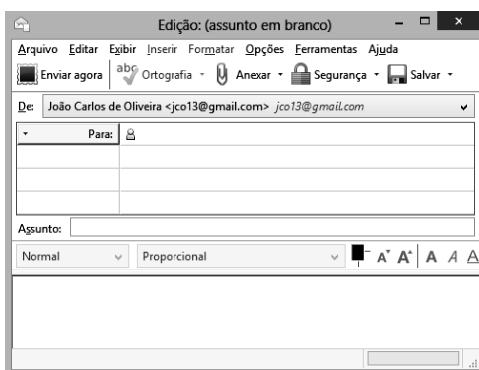 Edição: (assunto em branco)
Arquivo Editar Exibir Inserir Formatar Opções Ferramentas Ajuda
Enviar agora abc Ortografia Anexar Segurança Salvar
De: João Carlos de Oliveira <jco13@gmail.com> jco13@gmail.com
Para:
Assunto:
Normal Proporcional A A A A A